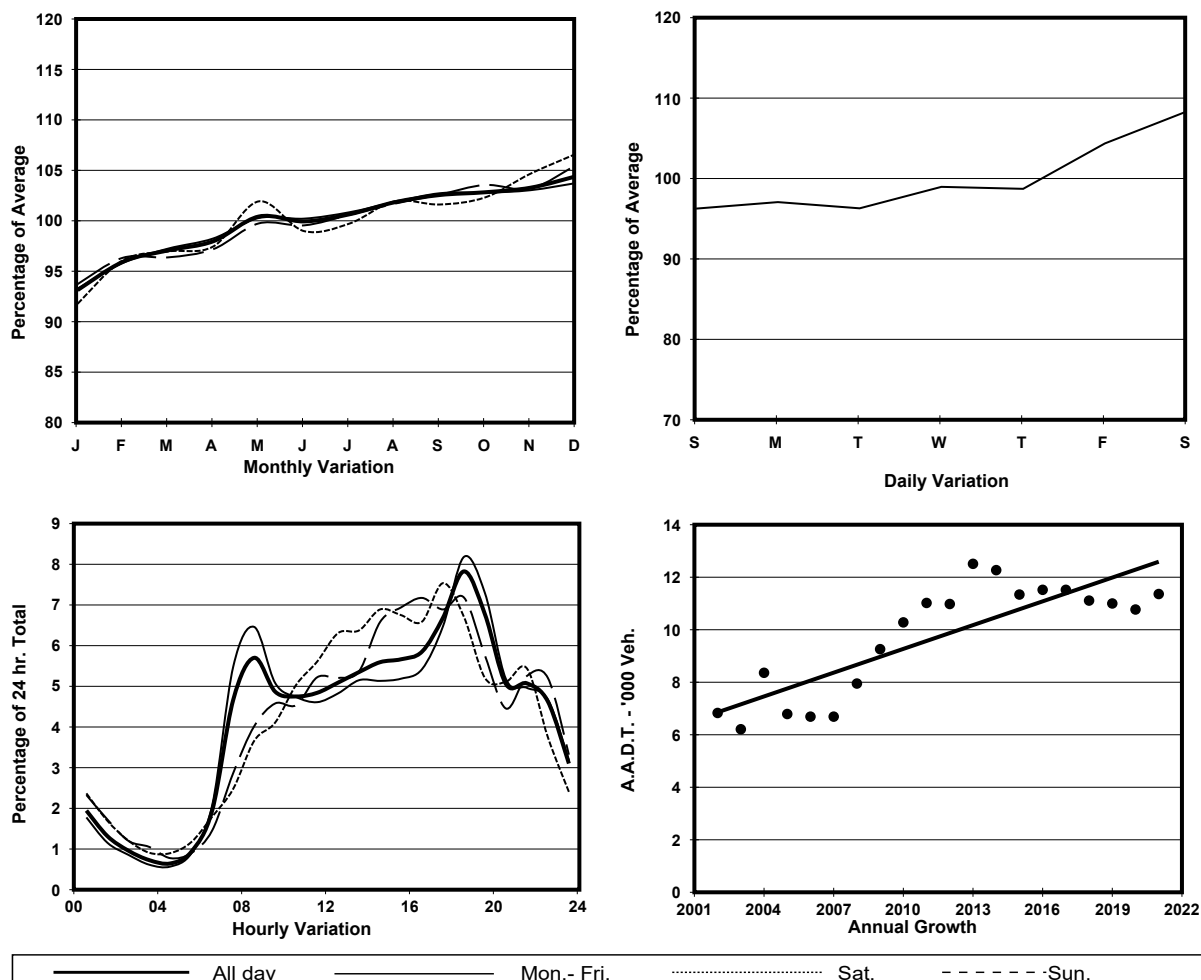 120
115
110
105
100
95
90
85
80
Percentage of Average
J F M A M J J A S O N D
Monthly Variation
120
110
100
90
80
70
Percentage of Average
S M T W T F S
Daily Variation
9
8
7
6
5
4
3
2
1
0
Percentage of 24 hr. Total
00 04 08 12 16 20 24
Hourly Variation
14
12
10
8
6
4
2
0
A.A.D.T. - '000 Veh.
2001 2004 2007 2010 2013 2016 2019 2022
Annual Growth
All day Mon.- Fri. Sat. Sun.